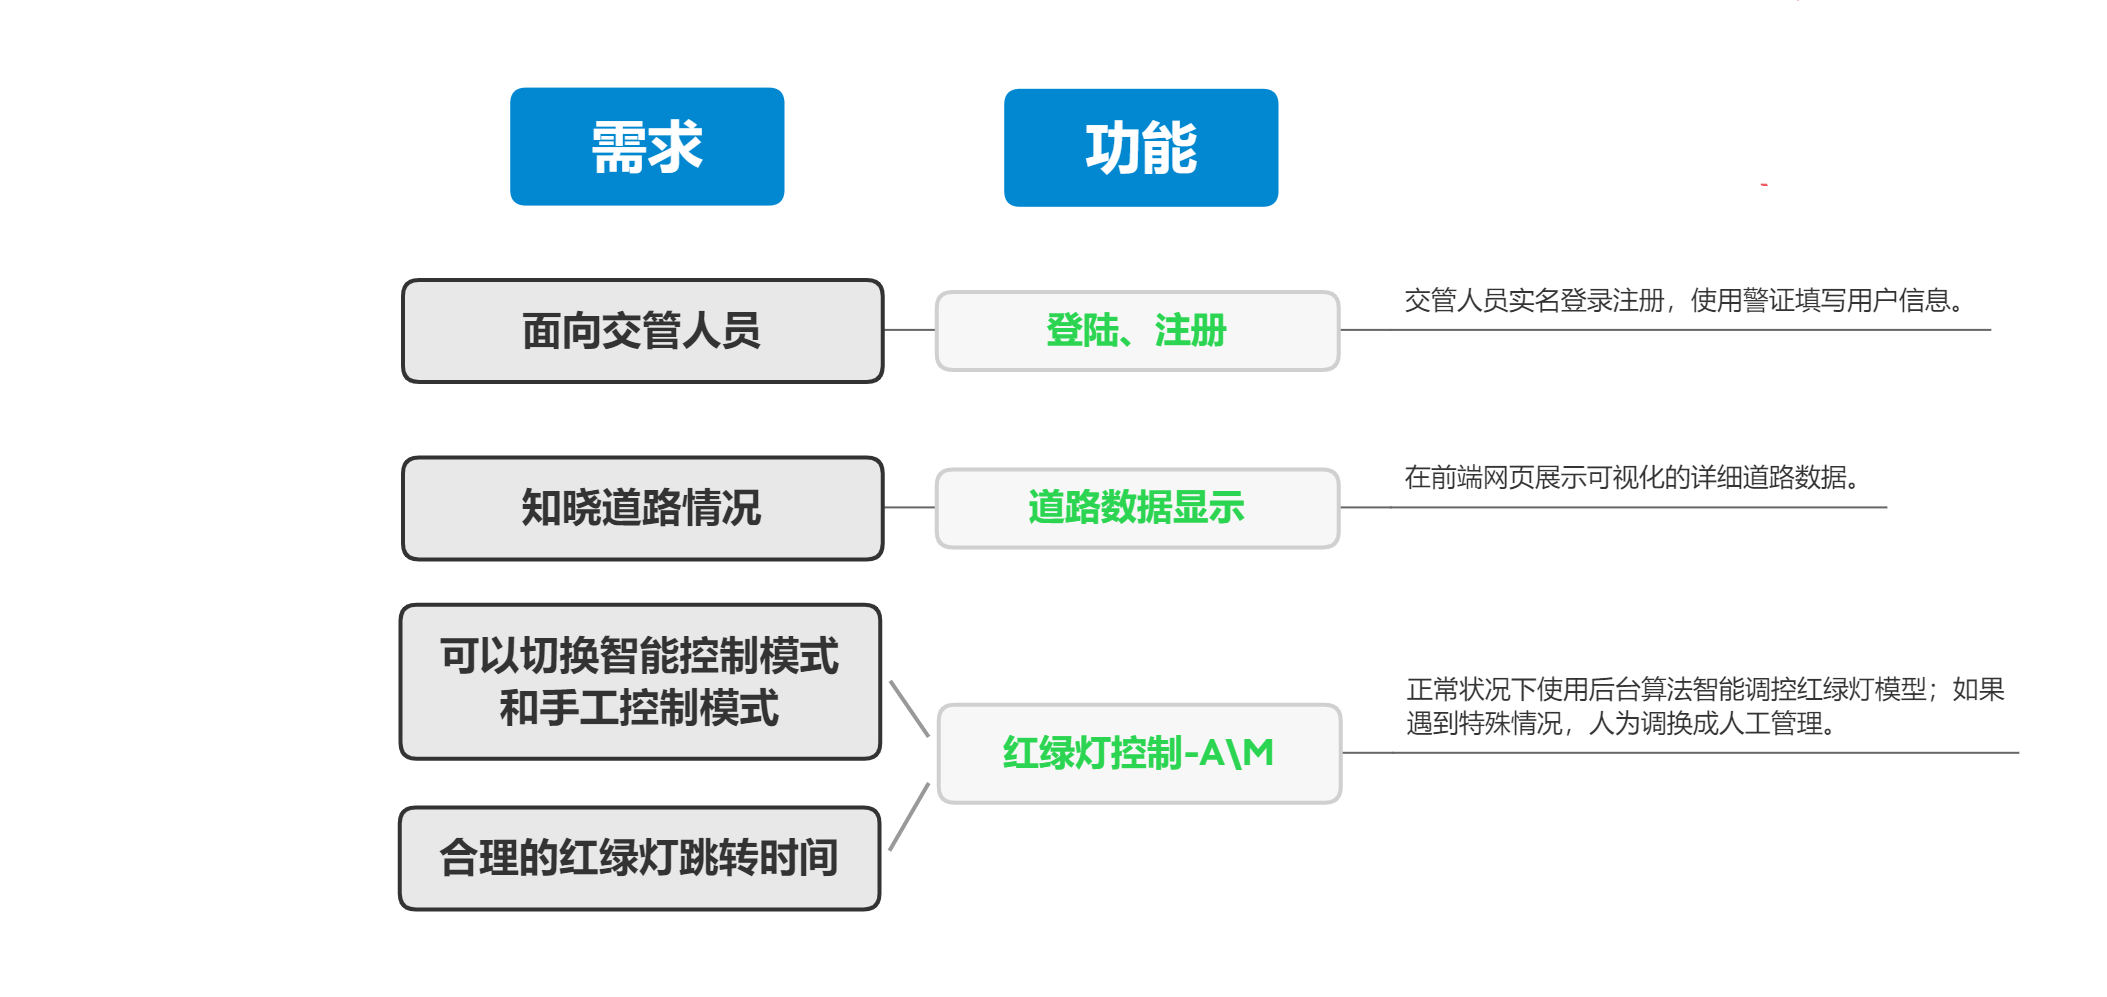 需求
功能
面向交管人员
登陆、注册
交管人员实名登录注册，使用警证填写用户信息。
知晓道路情况
道路数据显示
在前端网页展示可视化的详细道路数据。
可以切换智能控制模式
和手工控制模式
红绿灯控制-A\M
正常状况下使用后台算法智能调控红绿灯模型；如果
遇到特殊情况，人为调换成人工管理。
合理的红绿灯跳转时间